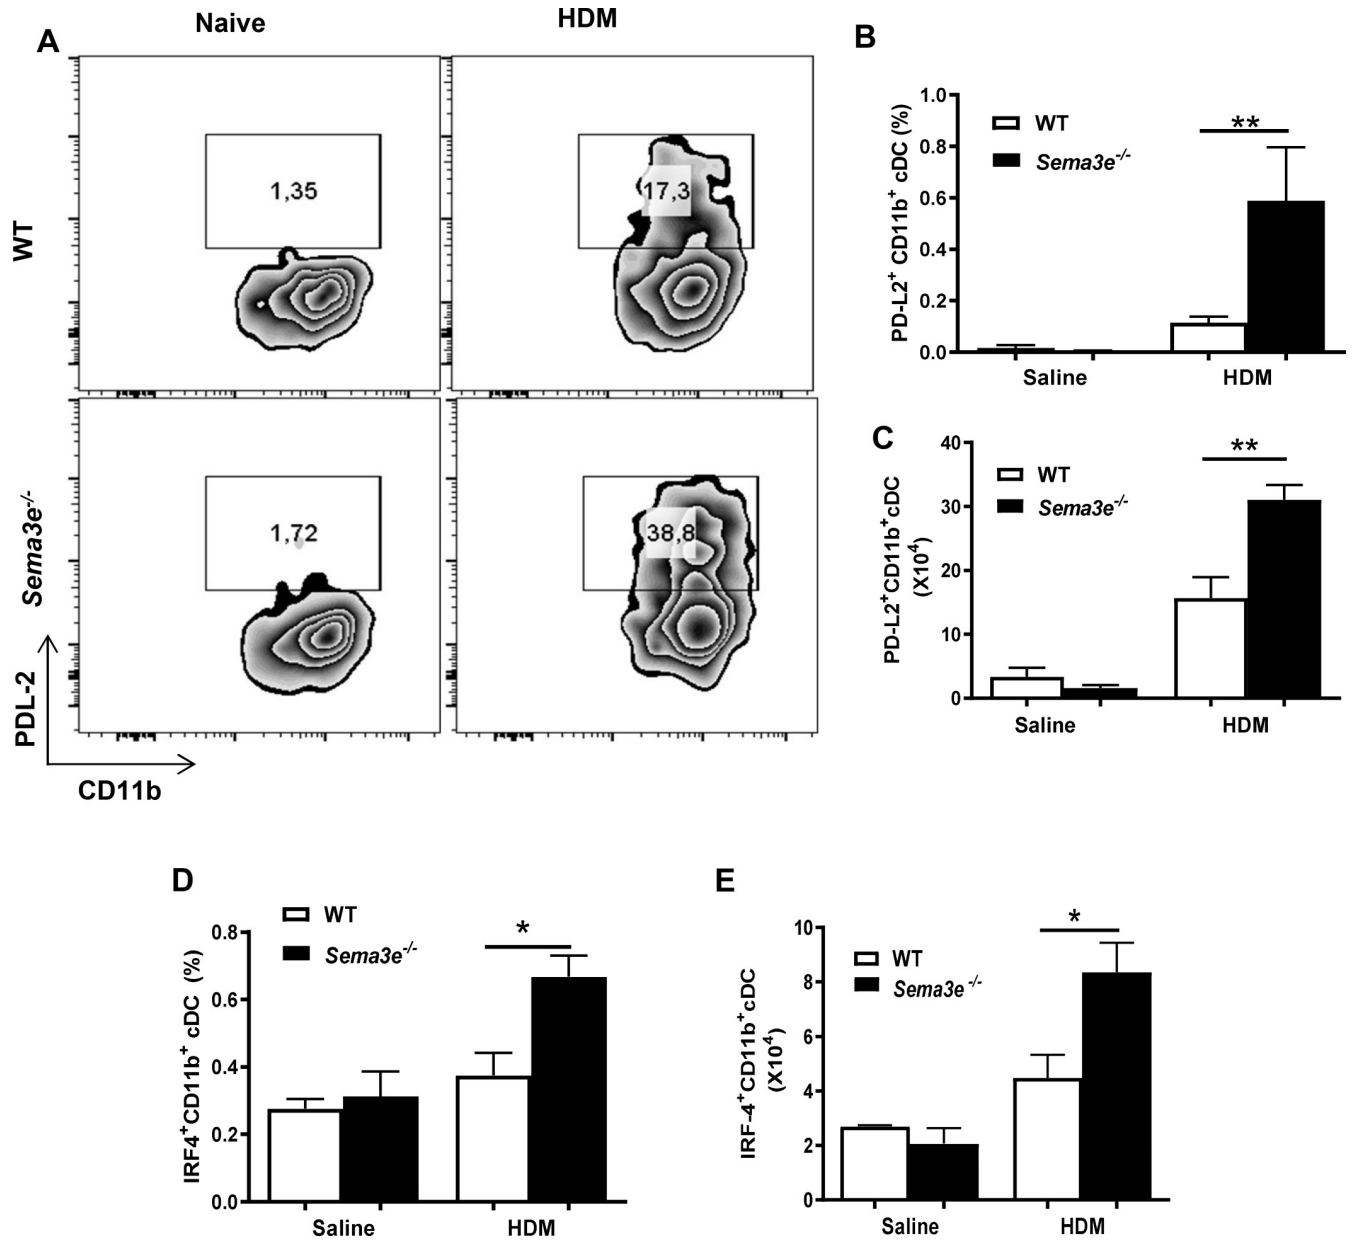 A
Naive
HDM
WT
1,35
17,3
Sema3e-/-
1,72
38,8
PDL-2
CD11b
B
PD-L2+ CD11b+ cDC (%)
1.0
0.8
0.6
0.4
0.2
0.0
WT
Sema3e-/-
**
Saline
HDM
C
PD-L2+CD11b+cDC
(X104)
40
30
20
10
0
WT
Sema3e-/-
**
Saline
HDM
D
IRF4+CD11b+ cDC (%)
0.8
0.6
0.4
0.2
0.0
WT
Sema3e-/-
*
Saline
HDM
E
IRF-4+CD11b+cDC
(X104)
10
8
6
4
2
0
WT
Sema3e -/-
*
Saline
HDM